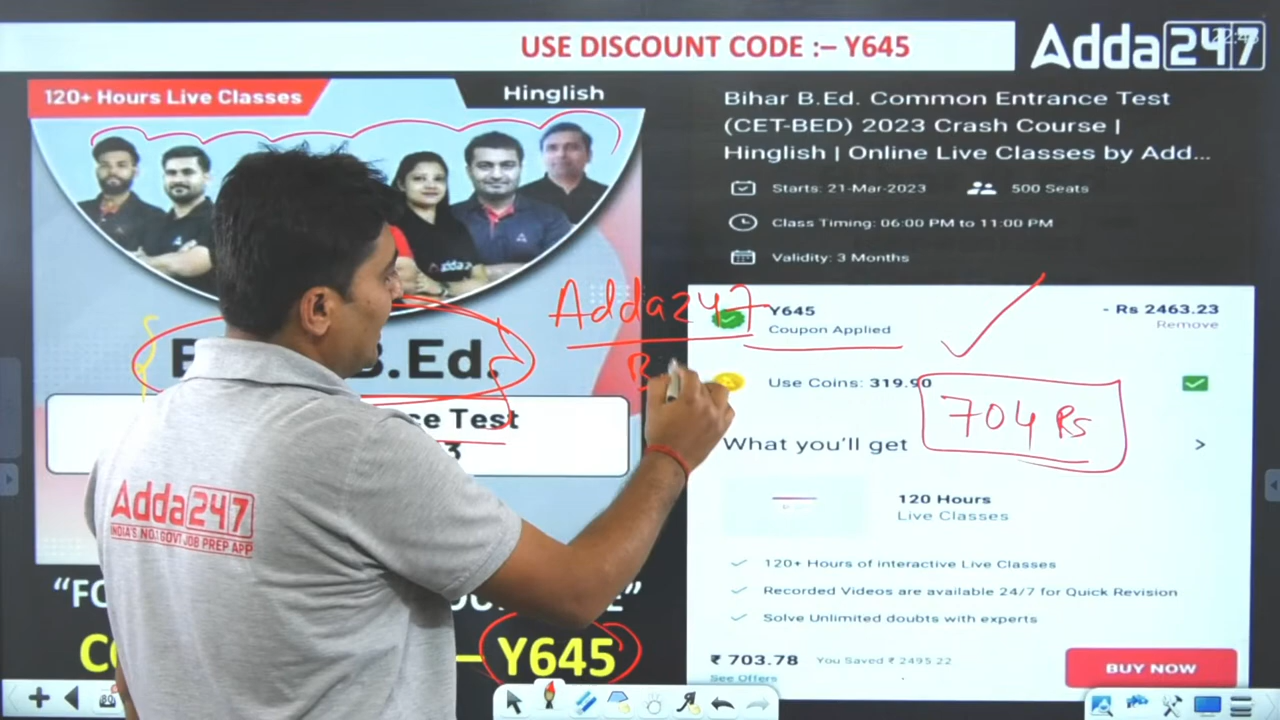 USE DISCOUNT CODE :– Y645
Adda247
120+ Hours Live Classes
Hinglish
Bihar B.Ed. Common Entrance Test
(CET-BED) 2023 Crash Course |
Hinglish | Online Live Classes by Add...
Starts: 21-Mar-2023
500 Seats
Class Timing: 06:00 PM to 11:00 PM
Validity: 3 Months
Adda247
B
Y645
- Rs 2463.23
Coupon Applied
Remove
B.Ed.
Use Coins: 319.90
704 Rs
Test
3
What you'll get
>
120 Hours
Live Classes
Adda247
INDIA'S NO.1 GOVT JOB PREP APP
120+ Hours of interactive Live Classes
Recorded Videos are available 24/7 for Quick Revision
Solve Unlimited doubts with experts
– Y645
₹ 703.78
You Saved ₹ 2495.22
See Offers
BUY NOW